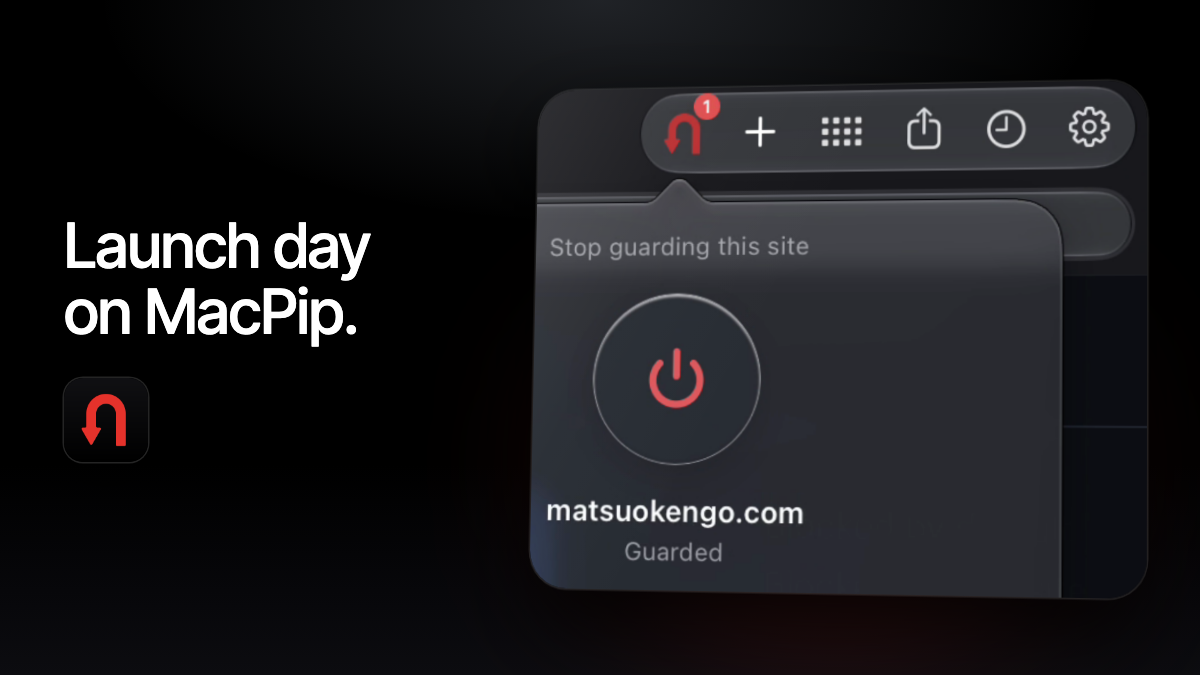 Launch day
on MacPip.
1
Stop guarding this site
matsuokengo.com
Guarded